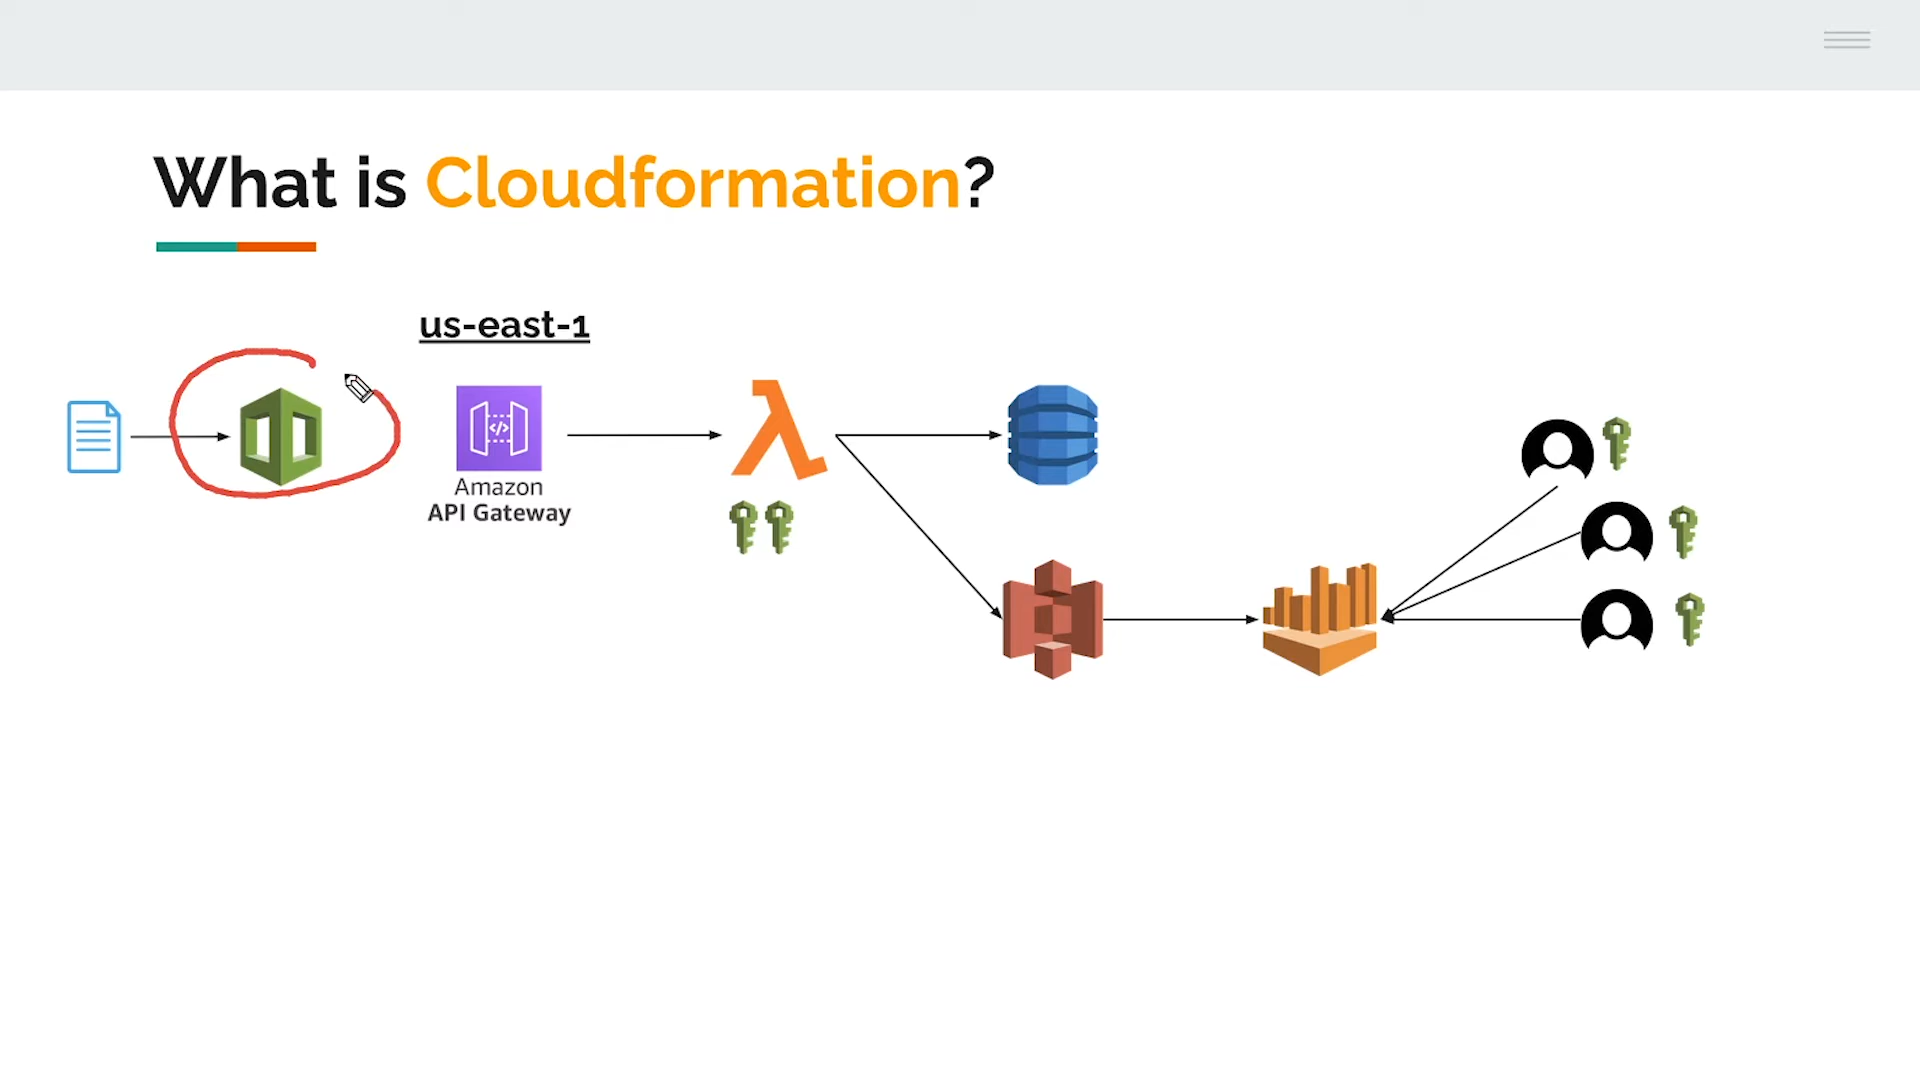 What is Cloudformation?
us-east-1
</>
Amazon
API Gateway